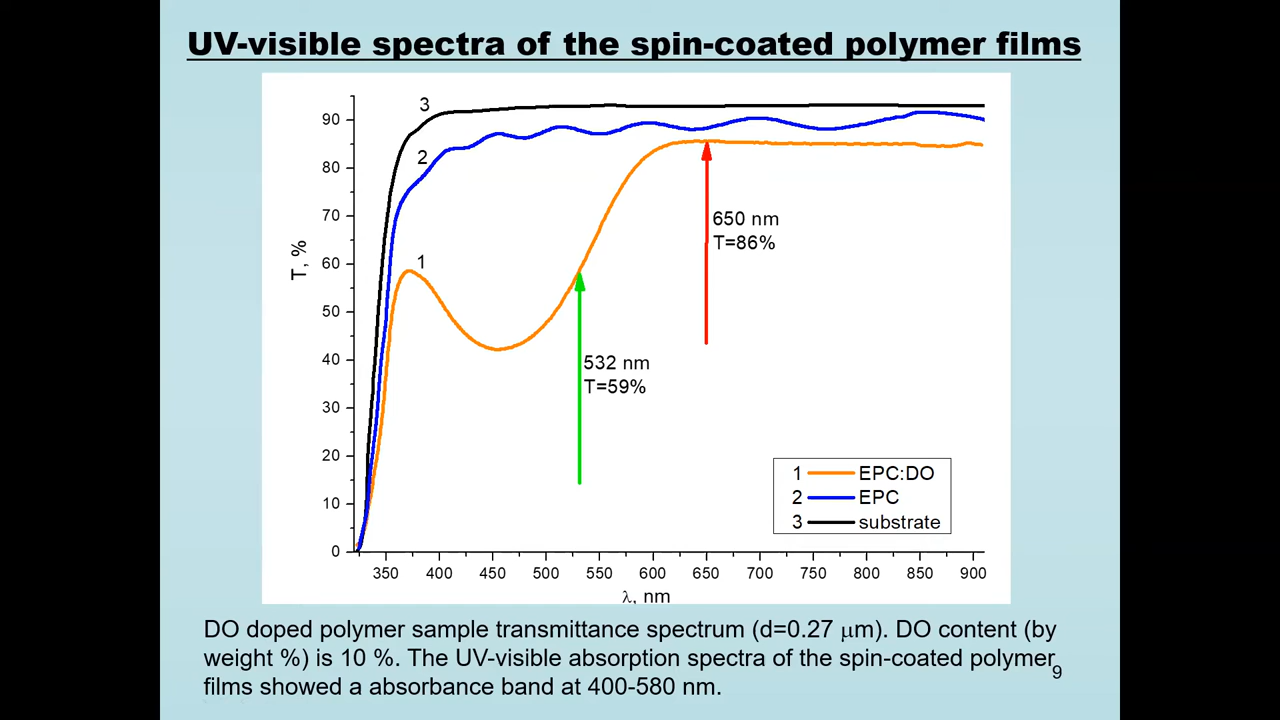 UV-visible spectra of the spin-coated polymer films
3
90
2
80
70
650 nm
T=86%
T, %
60
1
50
532 nm
T=59%
40
30
20
1 EPC:DO
2 EPC
3 substrate
10
0
350 400 450 500 550 600 650 700 750 800 850 900
λ, nm
DO doped polymer sample transmittance spectrum (d=0.27 μm). DO content (by
weight %) is 10 %. The UV-visible absorption spectra of the spin-coated polymer
films showed a absorbance band at 400-580 nm.
9